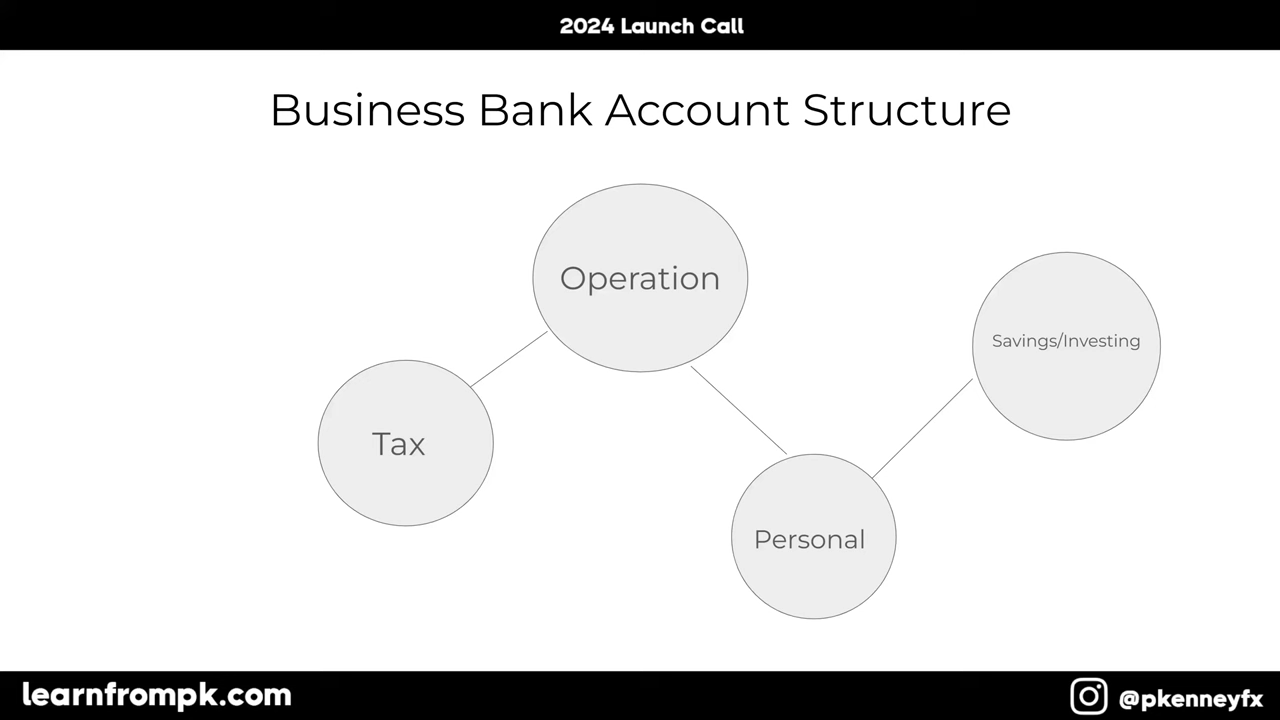 2024 Launch Call
Business Bank Account Structure
Operation
Savings/Investing
Tax
Personal
learnfrompk.com
@pkenneyfx